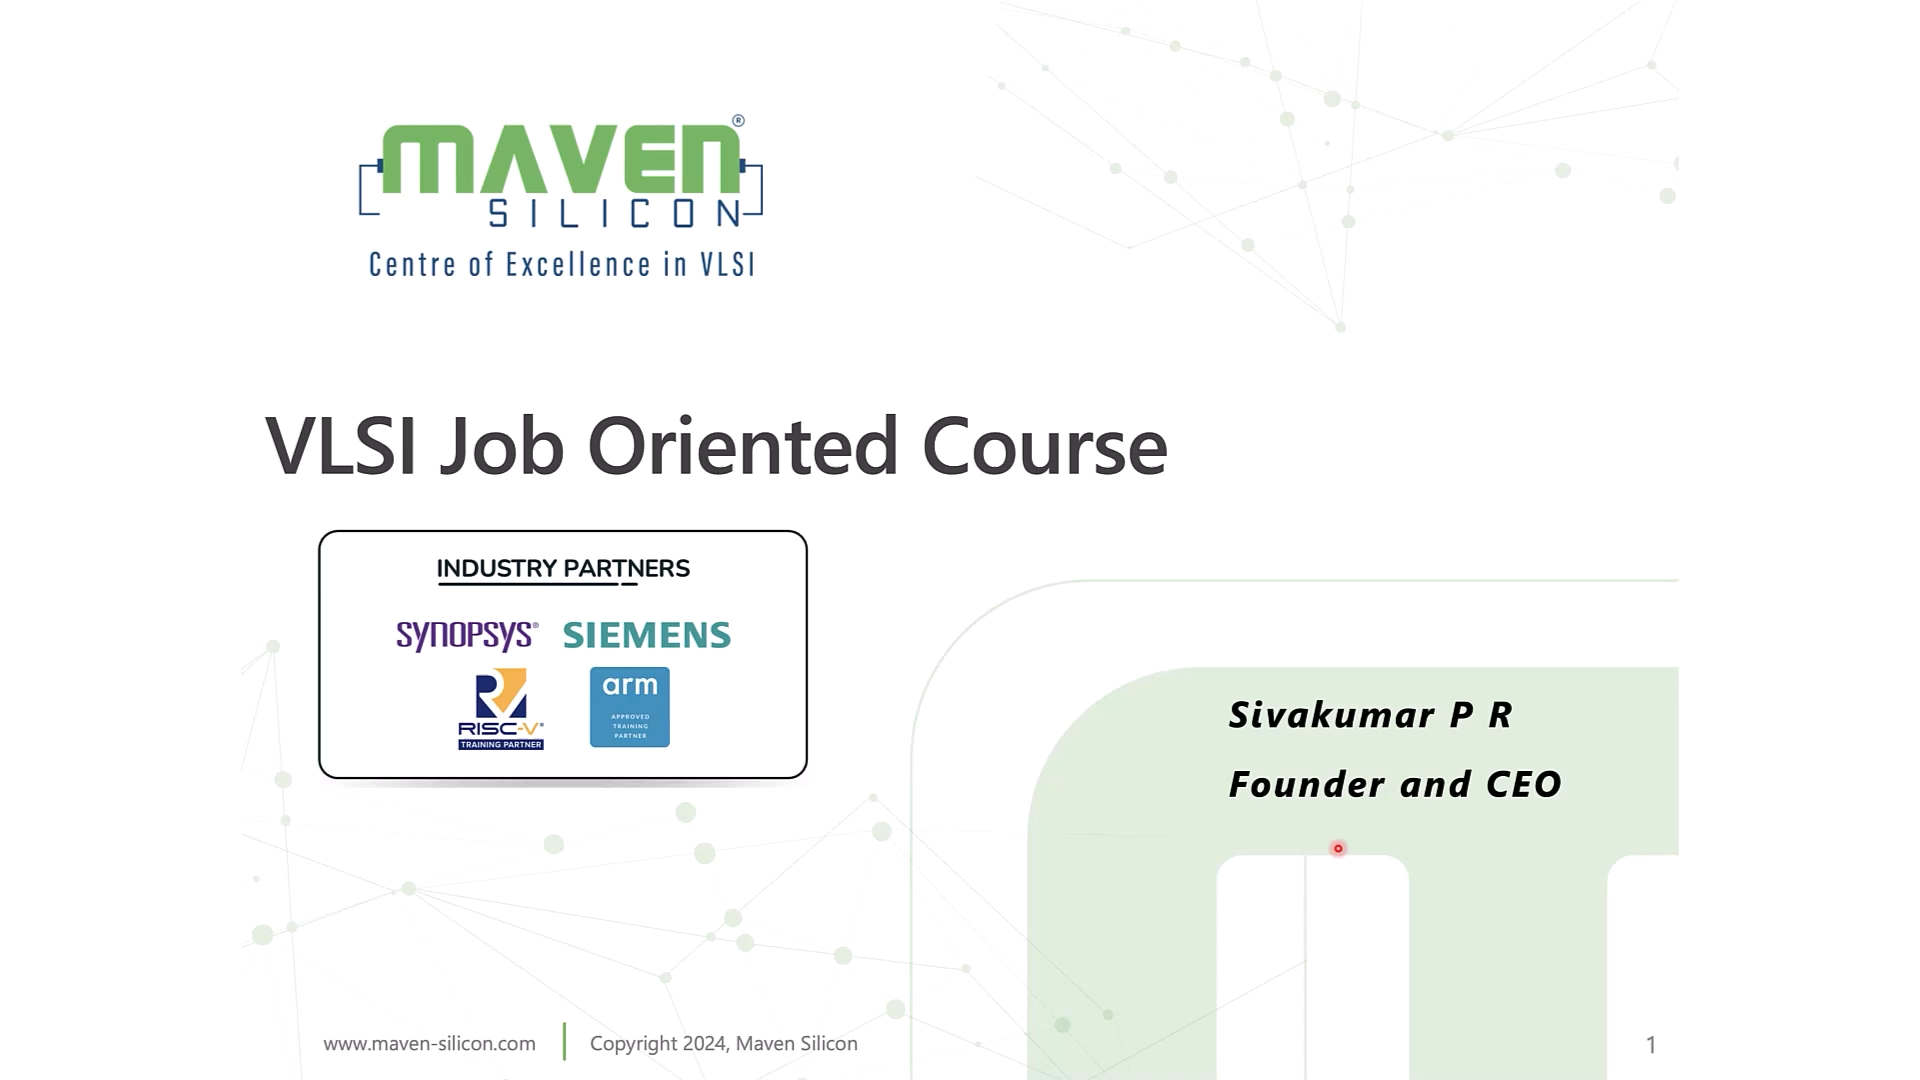 MAVEN®
SILICON
Centre of Excellence in VLSI
VLSI Job Oriented Course
INDUSTRY PARTNERS
SYNOPSYS® SIEMENS
RISC-V®
TRAINING PARTNER
arm
APPROVED
TRAINING
PARTNER
Sivakumar P R
Founder and CEO
www.maven-silicon.com
Copyright 2024, Maven Silicon
1